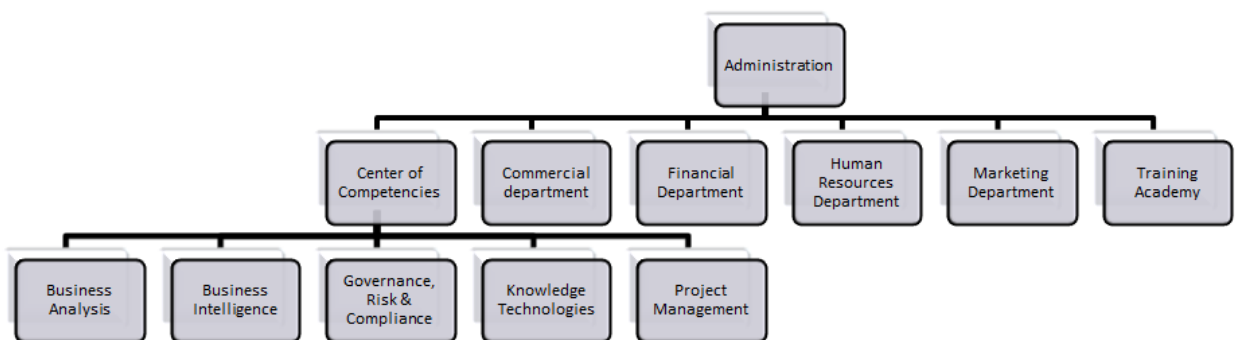 Administration
Center of
Competencies
Commercial
department
Financial
Department
Human
Resources
Department
Marketing
Department
Training
Academy
Business
Analysis
Business
Intelligence
Governance,
Risk &
Compliance
Knowledge
Technologies
Project
Management